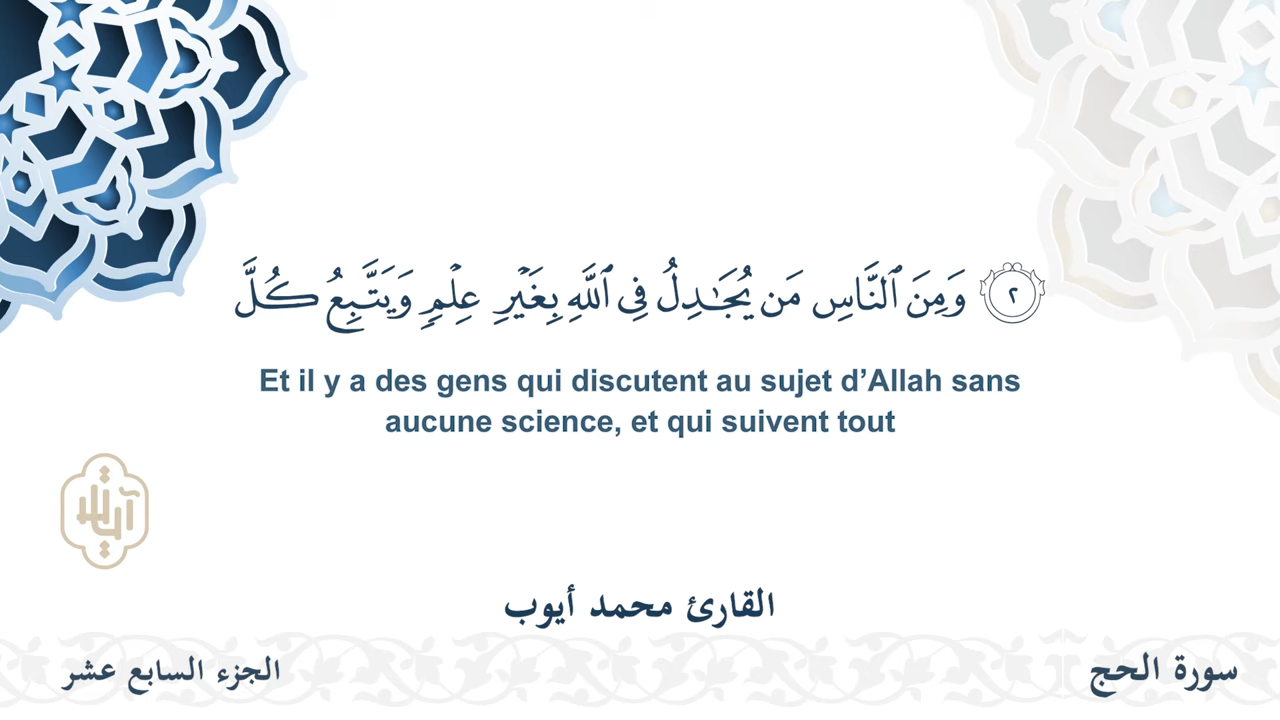 ٢ وَمِنَ ٱلنَّاسِ مَن يُجَـٰدِلُ فِى ٱللَّهِ بِغَيْرِ عِلْمٍ وَيَتَّبِعُ كُلَّ
Et il y a des gens qui discutent au sujet d’Allah sans
aucune science, et qui suivent tout
القارئ محمد أيوب
سورة الحج
الجزء السابع عشر